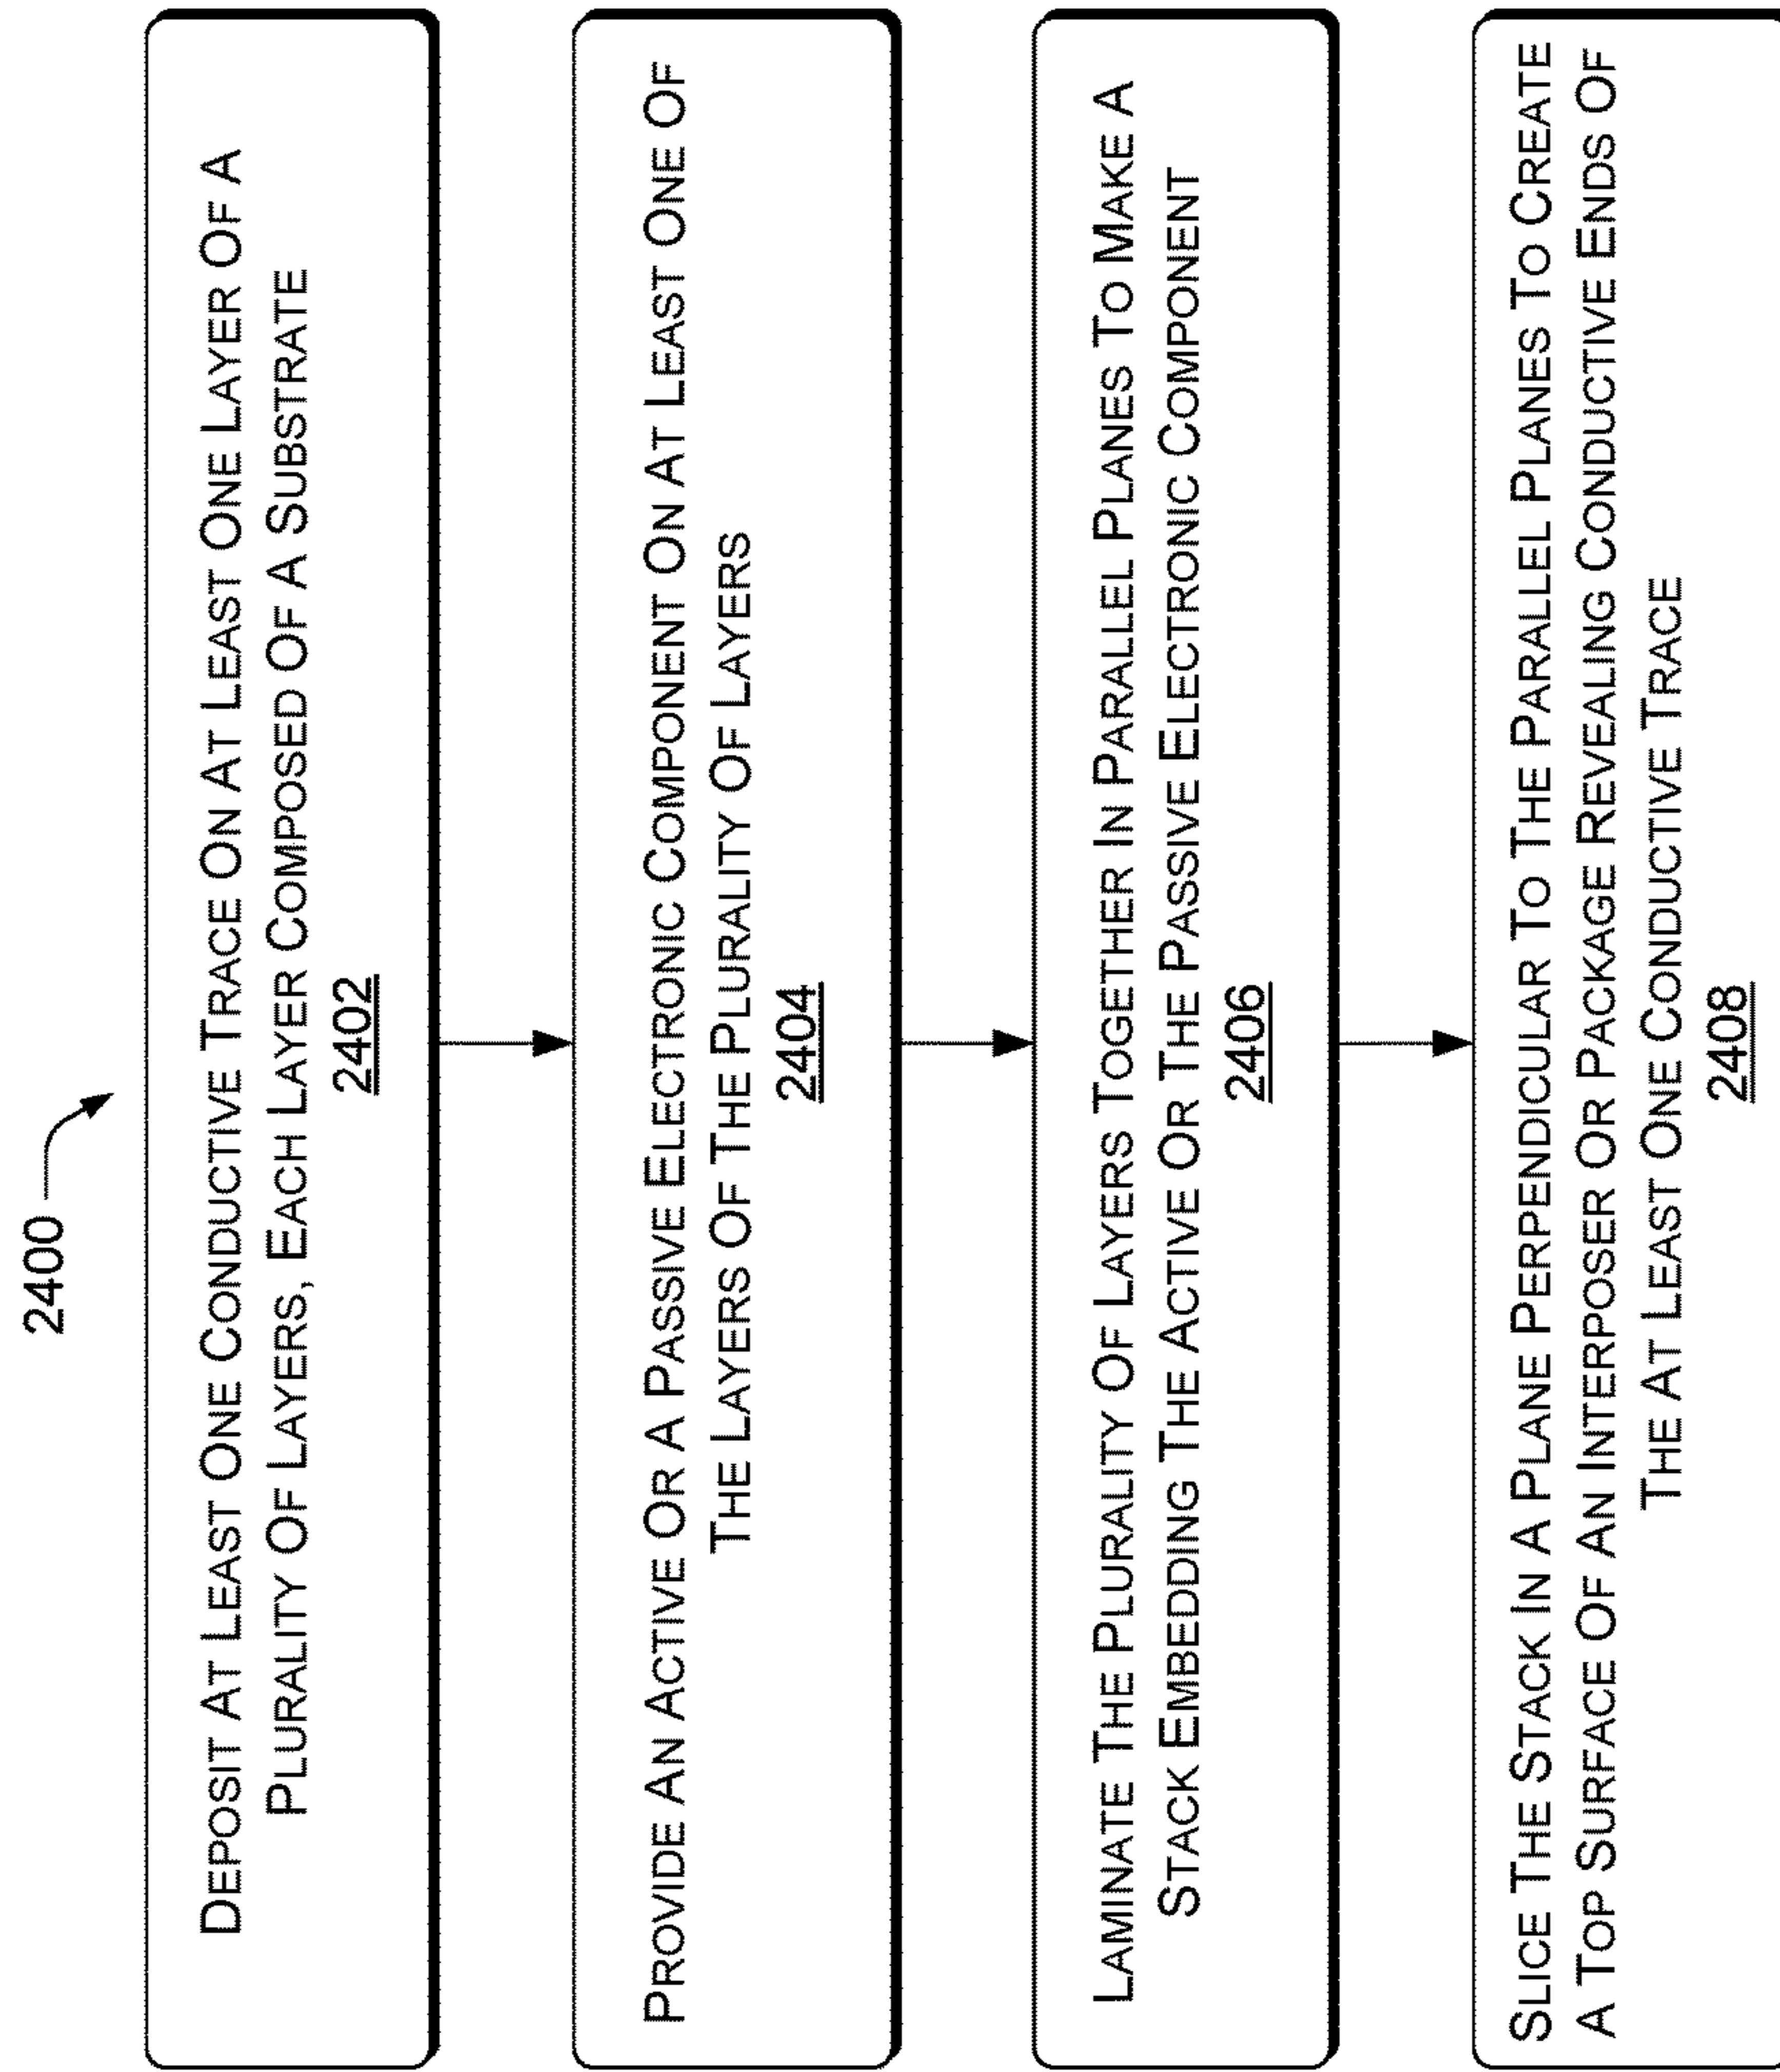 2400
DEPOSIT AT LEAST ONE CONDUCTIVE TRACE ON AT LEAST ONE LAYER OF A
PLURALITY OF LAYERS, EACH LAYER COMPOSED OF A SUBSTRATE
2402
PROVIDE AN ACTIVE OR A PASSIVE ELECTRONIC COMPONENT ON AT LEAST ONE OF
THE LAYERS OF THE PLURALITY OF LAYERS
2404
LAMINATE THE PLURALITY OF LAYERS TOGETHER IN PARALLEL PLANES TO MAKE A
STACK EMBEDDING THE ACTIVE OR THE PASSIVE ELECTRONIC COMPONENT
2406
SLICE THE STACK IN A PLANE PERPENDICULAR TO THE PARALLEL PLANES TO CREATE
A TOP SURFACE OF AN INTERPOSER OR PACKAGE REVEALING CONDUCTIVE ENDS OF
THE AT LEAST ONE CONDUCTIVE TRACE
2408